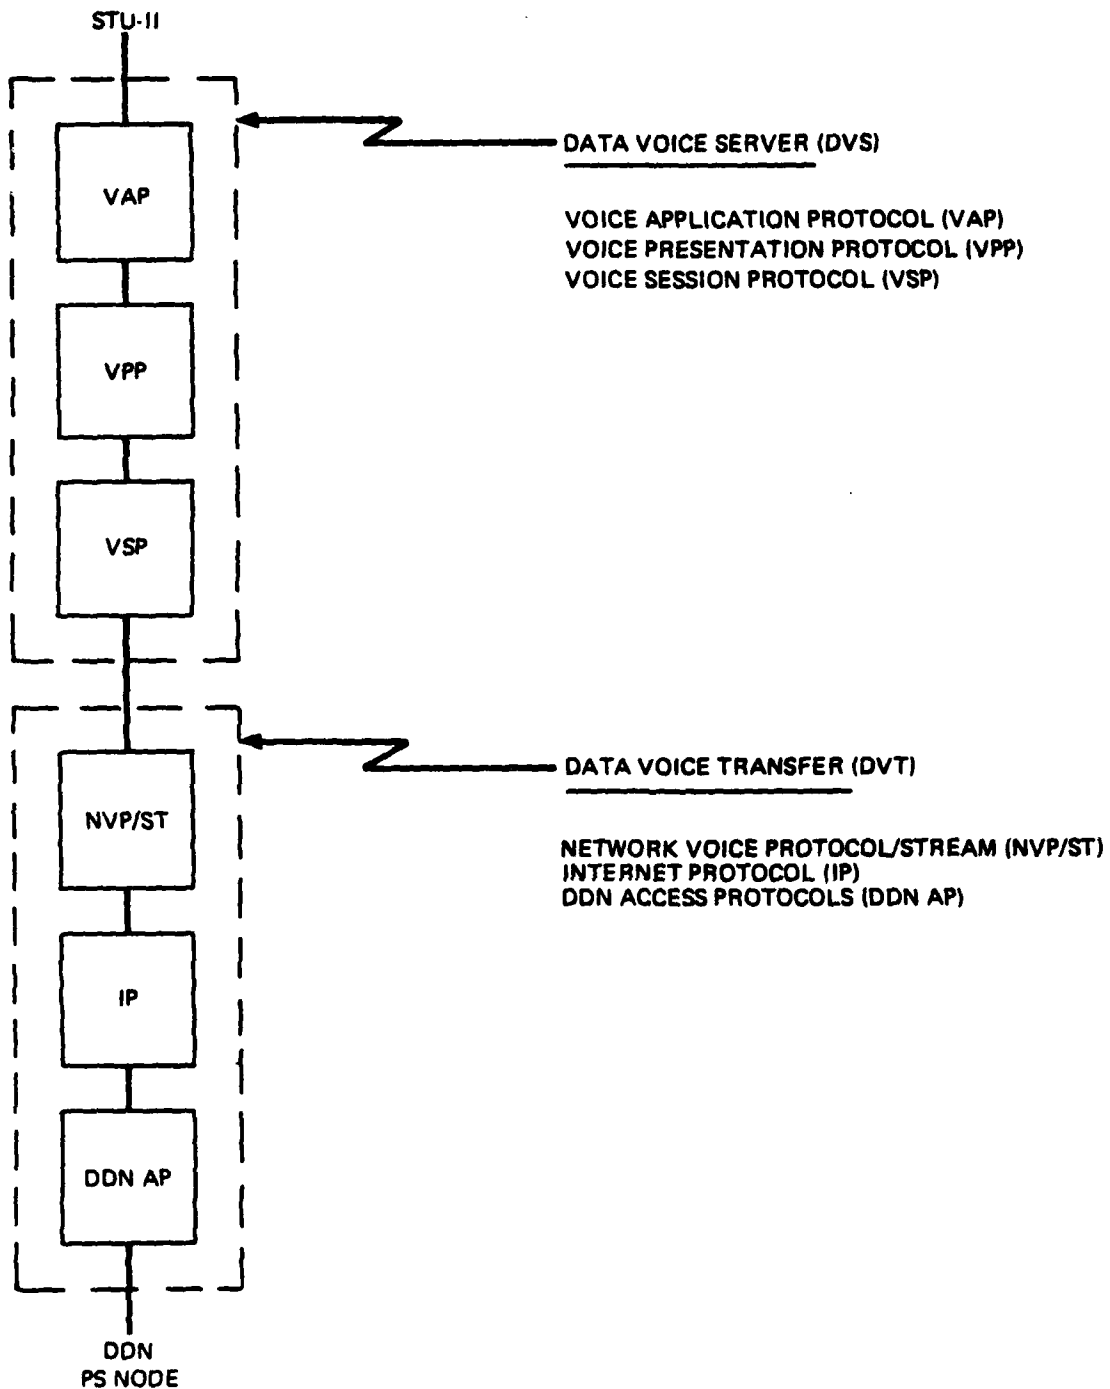 STU-II
VAP
VPP
VSP
DATA VOICE SERVER (DVS)
VOICE APPLICATION PROTOCOL (VAP)
VOICE PRESENTATION PROTOCOL (VPP)
VOICE SESSION PROTOCOL (VSP)
NVP/ST
IP
DDN AP
DATA VOICE TRANSFER (DVT)
NETWORK VOICE PROTOCOL/STREAM (NVP/ST)
INTERNET PROTOCOL (IP)
DDN ACCESS PROTOCOLS (DDN AP)
DDN
PS NODE